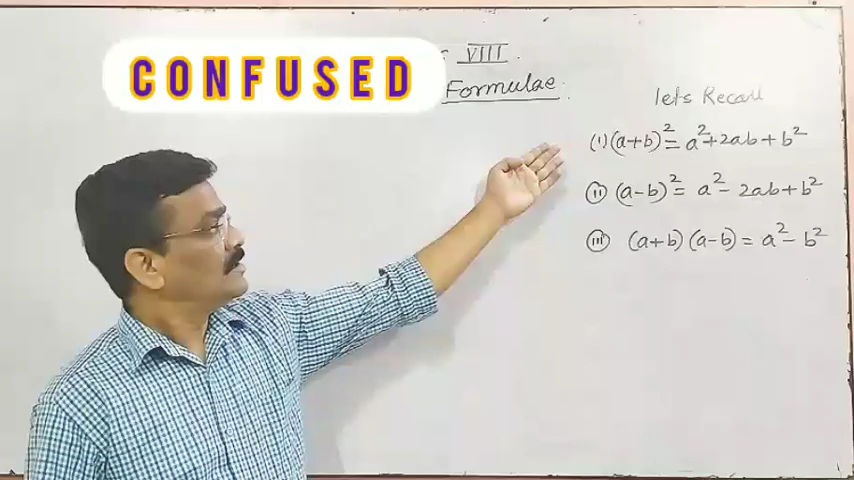 CONFUSED
VIII
Formulae
lets Recall
(i) (a+b)² = a²+2ab+b²
(ii) (a-b)² = a²-2ab+b²
(iii) (a+b)(a-b) = a²-b²